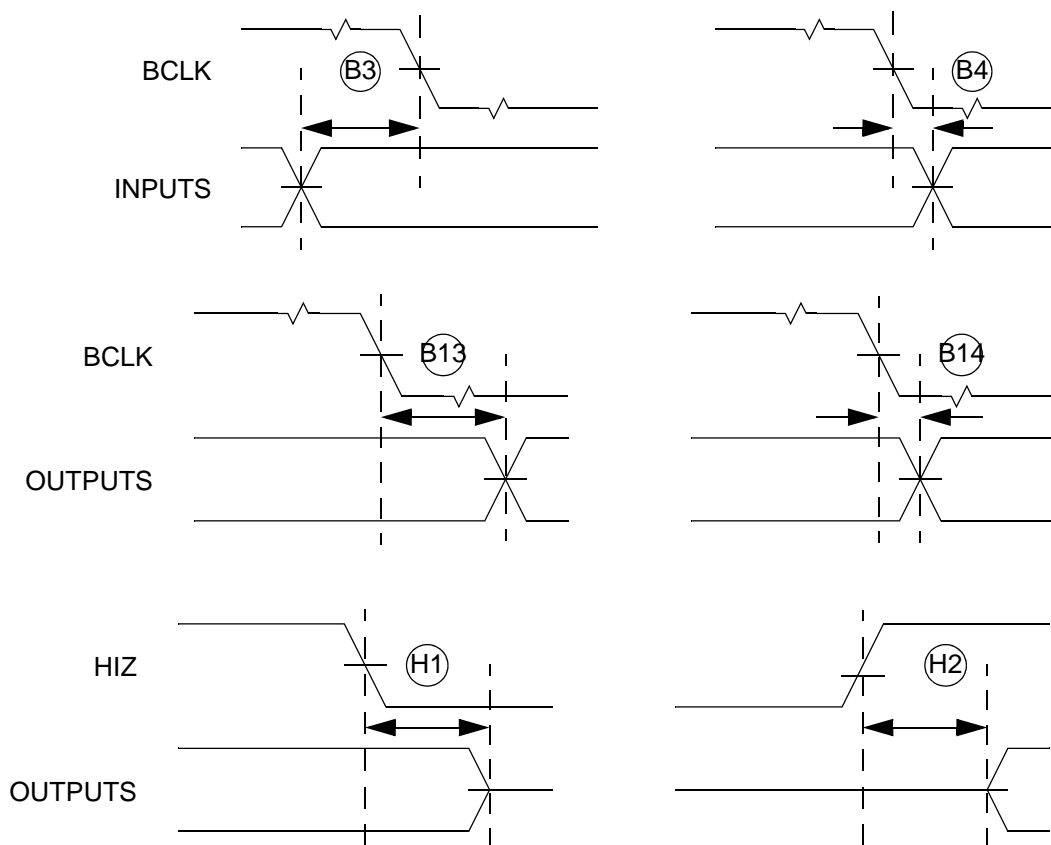 BCLK
B3
B4
INPUTS
BCLK
B13
B14
OUTPUTS
HIZ
H1
H2
OUTPUTS